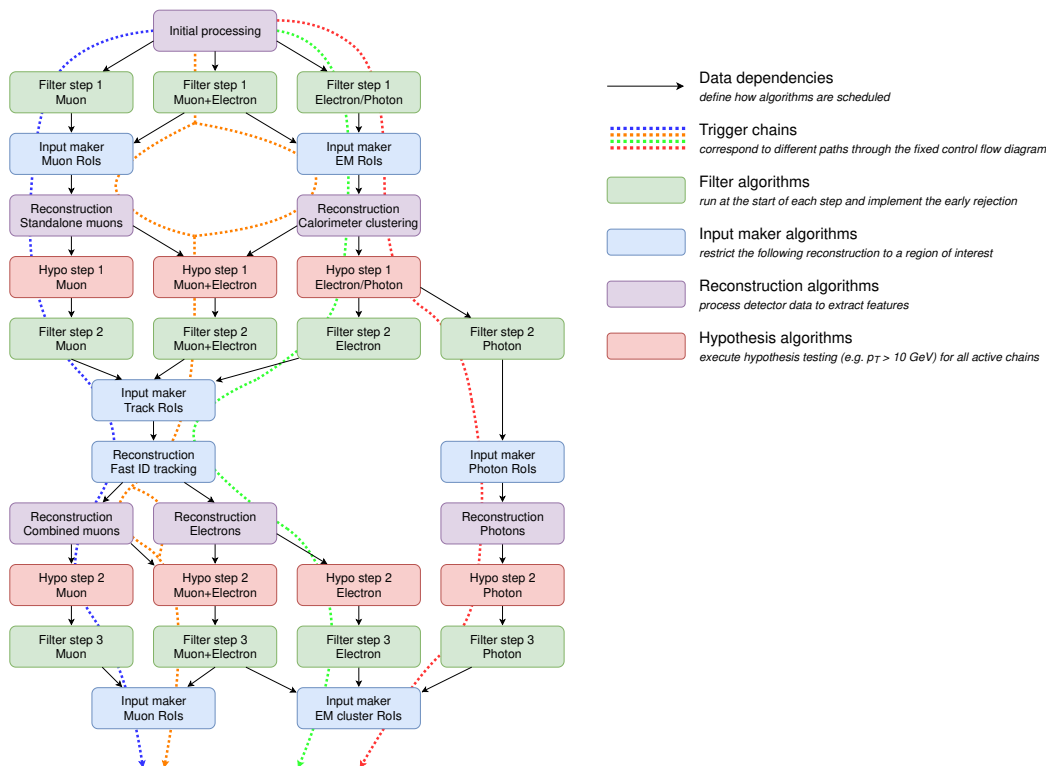 Initial processing
Filter step 1
Muon
Filter step 1
Muon+Electron
Filter step 1
Electron/Photon
Input maker
Muon RoIs
Input maker
EM RoIs
Reconstruction
Standalone muons
Reconstruction
Calorimeter clustering
Hypo step 1
Muon
Hypo step 1
Muon+Electron
Hypo step 1
Electron/Photon
Filter step 2
Muon
Filter step 2
Muon+Electron
Filter step 2
Electron
Filter step 2
Photon
Input maker
Track RoIs
Reconstruction
Fast ID tracking
Input maker
Photon RoIs
Reconstruction
Combined muons
Reconstruction
Electrons
Reconstruction
Photons
Hypo step 2
Muon
Hypo step 2
Muon+Electron
Hypo step 2
Electron
Hypo step 2
Photon
Filter step 3
Muon
Filter step 3
Muon+Electron
Filter step 3
Electron
Filter step 3
Photon
Input maker
Muon RoIs
Input maker
EM cluster RoIs
Data dependencies
define how algorithms are scheduled
Trigger chains
correspond to different paths through the fixed control flow diagram
Filter algorithms
run at the start of each step and implement the early rejection
Input maker algorithms
restrict the following reconstruction to a region of interest
Reconstruction algorithms
process detector data to extract features
Hypothesis algorithms
execute hypothesis testing (e.g. pT > 10 GeV) for all active chains